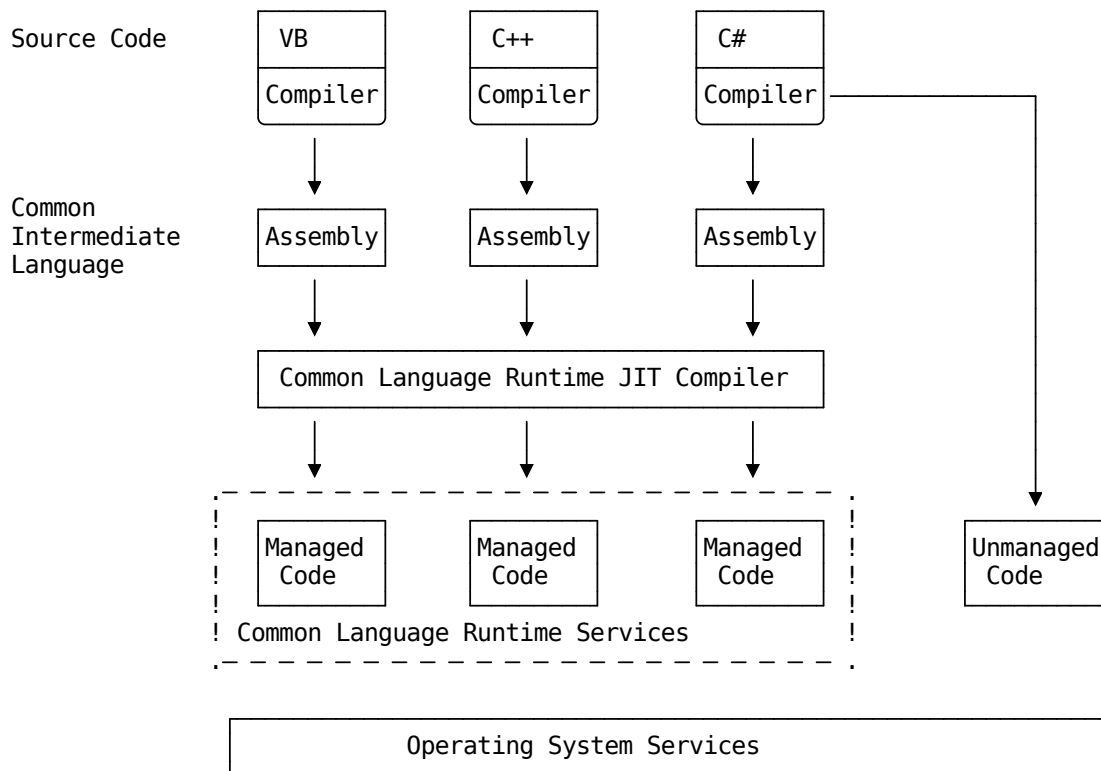 Source Code VB C++ C#
Compiler Compiler Compiler
Common
Intermediate Assembly Assembly Assembly
Language
Common Language Runtime JIT Compiler
Managed Managed Managed Unmanaged
Code Code Code Code
Common Language Runtime Services
Operating System Services